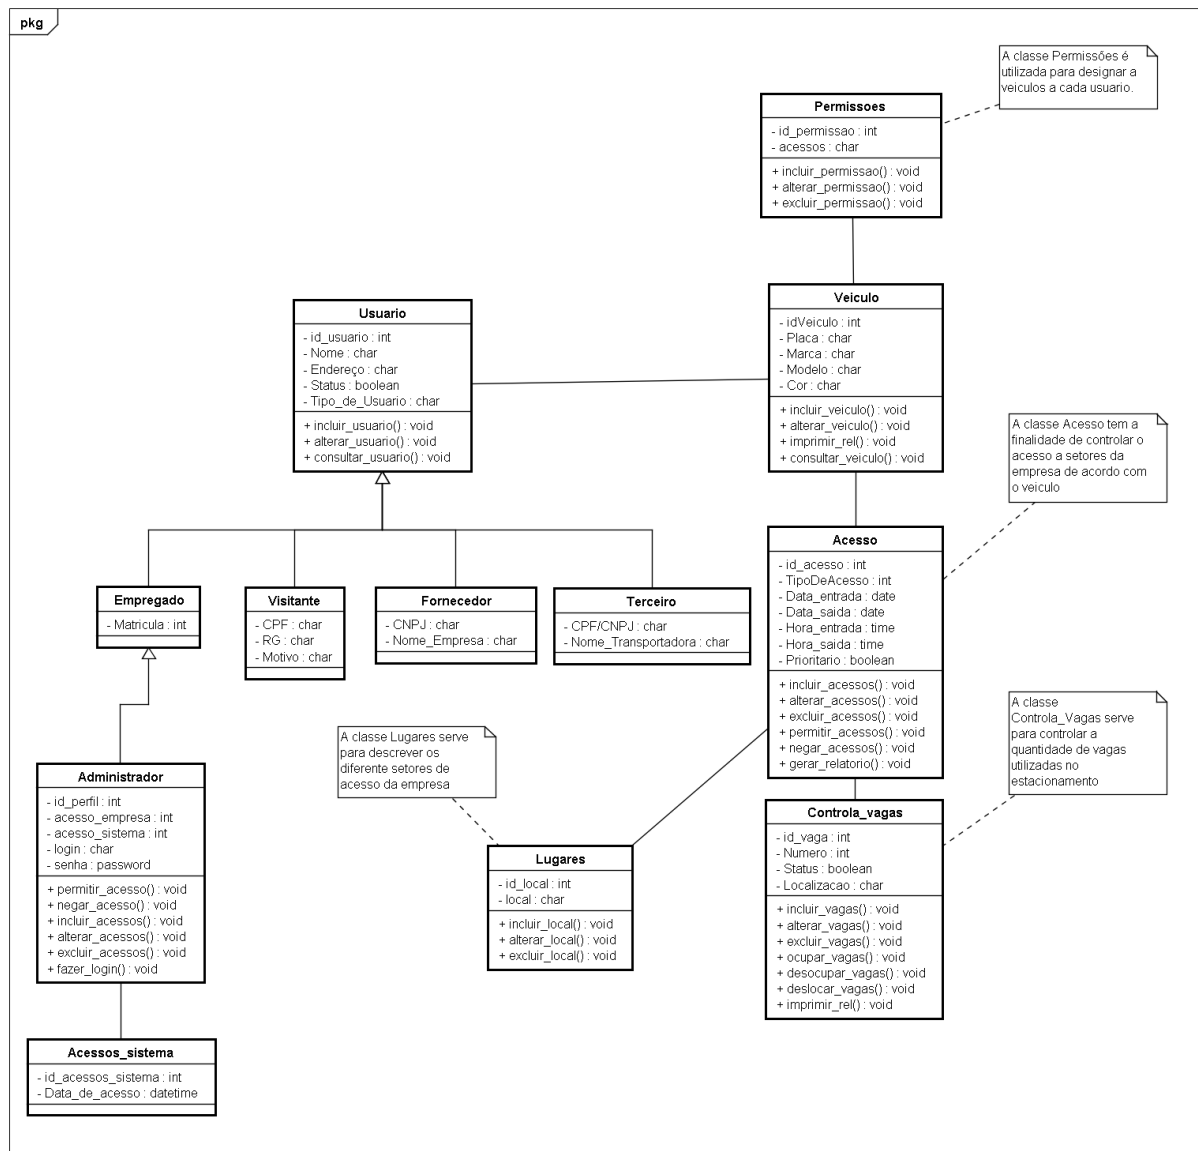 pkg
A classe Permissões é
utilizada para designar a
veiculos a cada usuario.
Permissoes
- id_permissao : int
- acessos : char
+ incluir_permissao() : void
+ alterar_permissao() : void
+ excluir_permissao() : void
Usuario
- id_usuario : int
- Nome : char
- Endereço : char
- Status : boolean
- Tipo_de_Usuario : char
+ incluir_usuario() : void
+ alterar_usuario() : void
+ consultar_usuario() : void
Veiculo
- idVeiculo : int
- Placa : char
- Marca : char
- Modelo : char
- Cor : char
+ incluir_veiculo() : void
+ alterar_veiculo() : void
+ imprimir_rel() : void
+ consultar_veiculo() : void
A classe Acesso tem a
finalidade de controlar o
acesso a setores da
empresa de acordo com
o veiculo
Empregado
- Matricula : int
Visitante
- CPF : char
- RG : char
- Motivo : char
Fornecedor
- CNPJ : char
- Nome_Empresa : char
Terceiro
- CPF/CNPJ : char
- Nome_Transportadora : char
Acesso
- id_acesso : int
- TipoDeAcesso : int
- Data_entrada : date
- Data_saida : date
- Hora_entrada : time
- Hora_saida : time
- Prioritario : boolean
+ incluir_acessos() : void
+ alterar_acessos() : void
+ excluir_acessos() : void
+ permitir_acessos() : void
+ negar_acessos() : void
+ gerar_relatorio() : void
A classe
Controla_Vagas serve
para controlar a
quantidade de vagas
utilizadas no
estacionamento
A classe Lugares serve
para descrever os
diferente setores de
acesso da empresa
Administrador
- id_perfil : int
- acesso_empresa : int
- acesso_sistema : int
- login : char
- senha : password
+ permitir_acesso() : void
+ negar_acesso() : void
+ incluir_acessos() : void
+ alterar_acessos() : void
+ excluir_acessos() : void
+ fazer_login() : void
Lugares
- id_local : int
- local : char
+ incluir_local() : void
+ alterar_local() : void
+ excluir_local() : void
Controla_vagas
- id_vaga : int
- Numero : int
- Status : boolean
- Localizacao : char
+ incluir_vagas() : void
+ alterar_vagas() : void
+ excluir_vagas() : void
+ ocupar_vagas() : void
+ desocupar_vagas() : void
+ deslocar_vagas() : void
+ imprimir_rel() : void
Acessos_sistema
- id_acessos_sistema : int
- Data_de_acesso : datetime